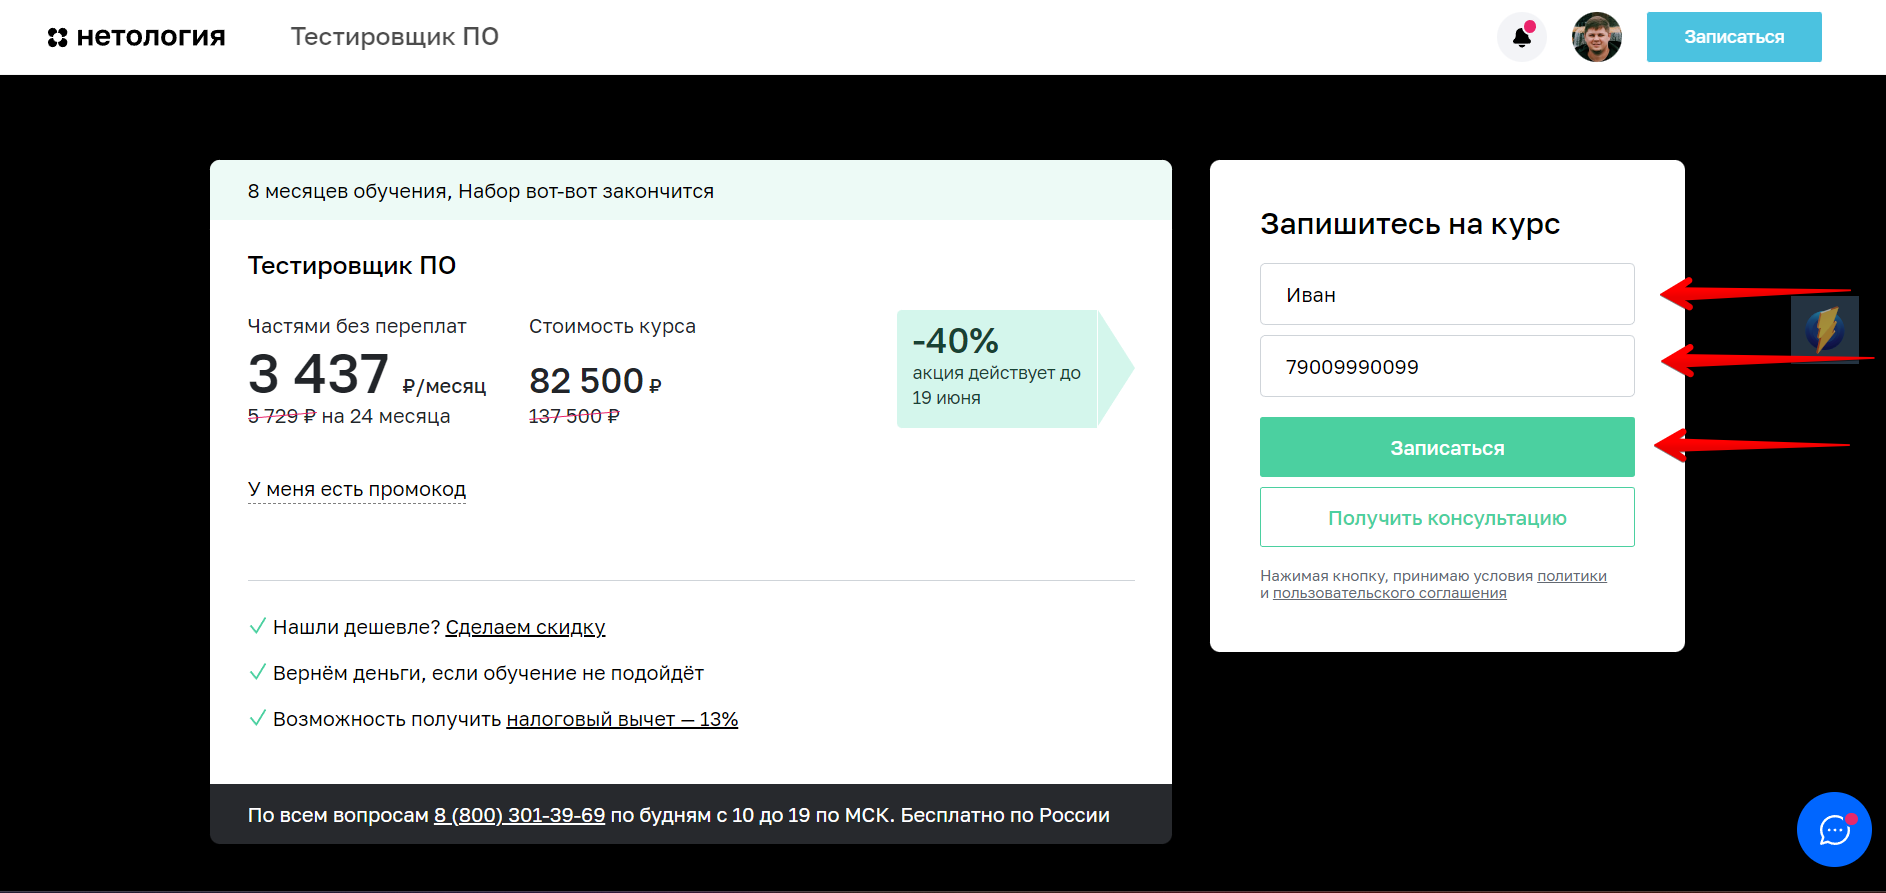 нетология
Тестировщик ПО
Записаться
8 месяцев обучения, Набор вот-вот закончится
Тестировщик ПО
Частями без переплат
3 437 ₽/месяц
5 729 ₽ на 24 месяца
Стоимость курса
82 500 ₽
137 500 ₽
-40%
акция действует до
19 июня
У меня есть промокод
Нашли дешевле? Сделаем скидку
Вернём деньги, если обучение не подойдёт
Возможность получить налоговый вычет — 13%
По всем вопросам 8 (800) 301-39-69 по будням с 10 до 19 по МСК. Бесплатно по России
Запишитесь на курс
Иван
79009990099
Записаться
Получить консультацию
Нажимая кнопку, принимаю условия политики
и пользовательского соглашения